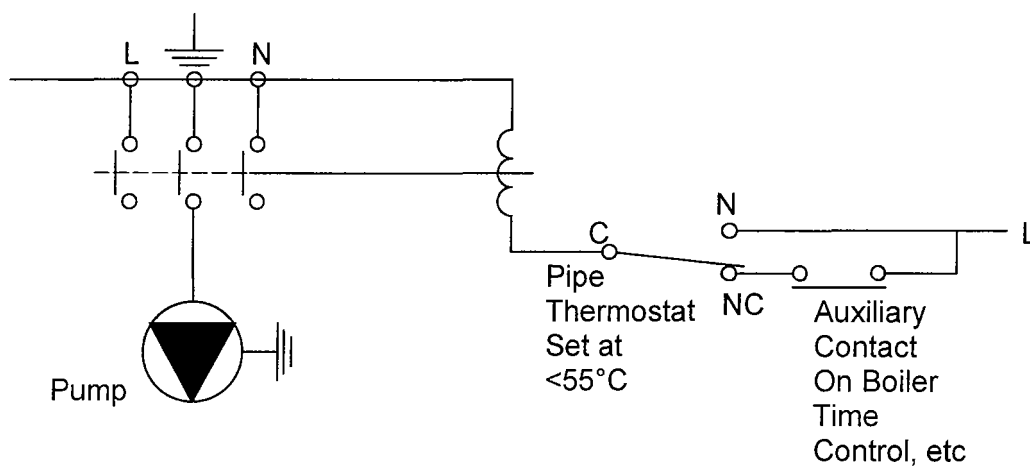 L
N
N
L
C
NC
Pipe
Thermostat
Set at
<55°C
Auxiliary
Contact
On Boiler
Time
Control, etc
Pump